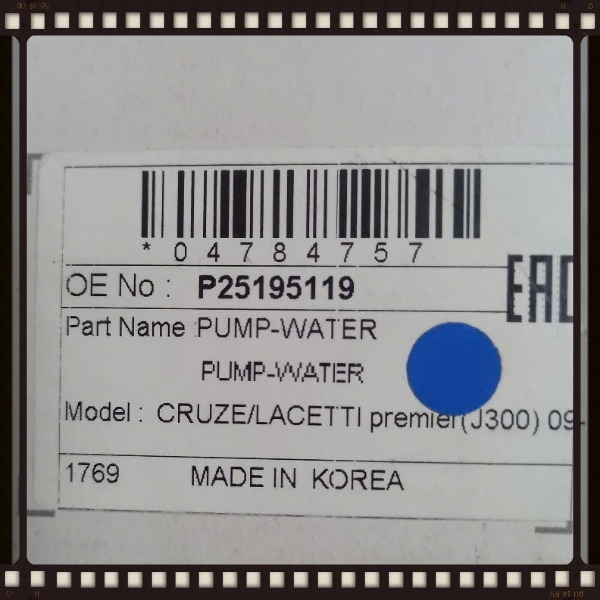 *04784757
OE No : P25195119
EAC
Part Name :PUMP-WATER
PUMP-WATER
Model : CRUZE/LACETTI premier(J300) 09-
1769 MADE IN KOREA